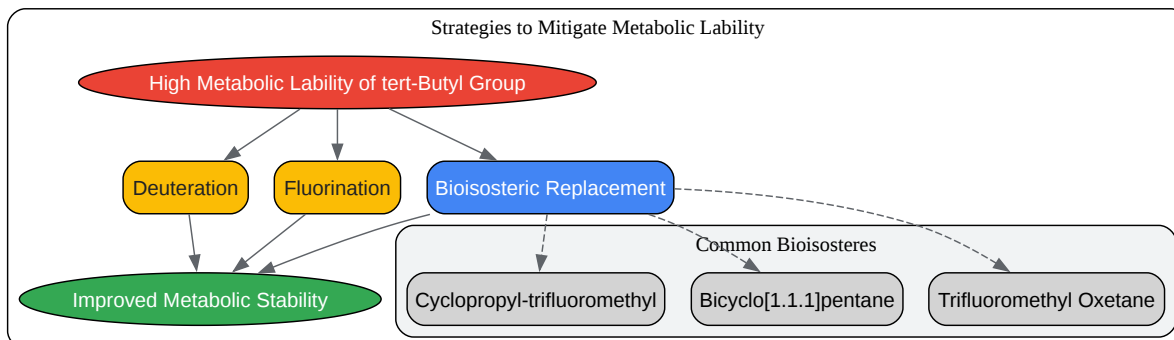 Strategies to Mitigate Metabolic Lability
High Metabolic Lability of tert-Butyl Group
Deuteration
Fluorination
Bioisosteric Replacement
Common Bioisosteres
Improved Metabolic Stability
Cyclopropyl-trifluoromethyl
Bicyclo[1.1.1]pentane
Trifluoromethyl Oxetane